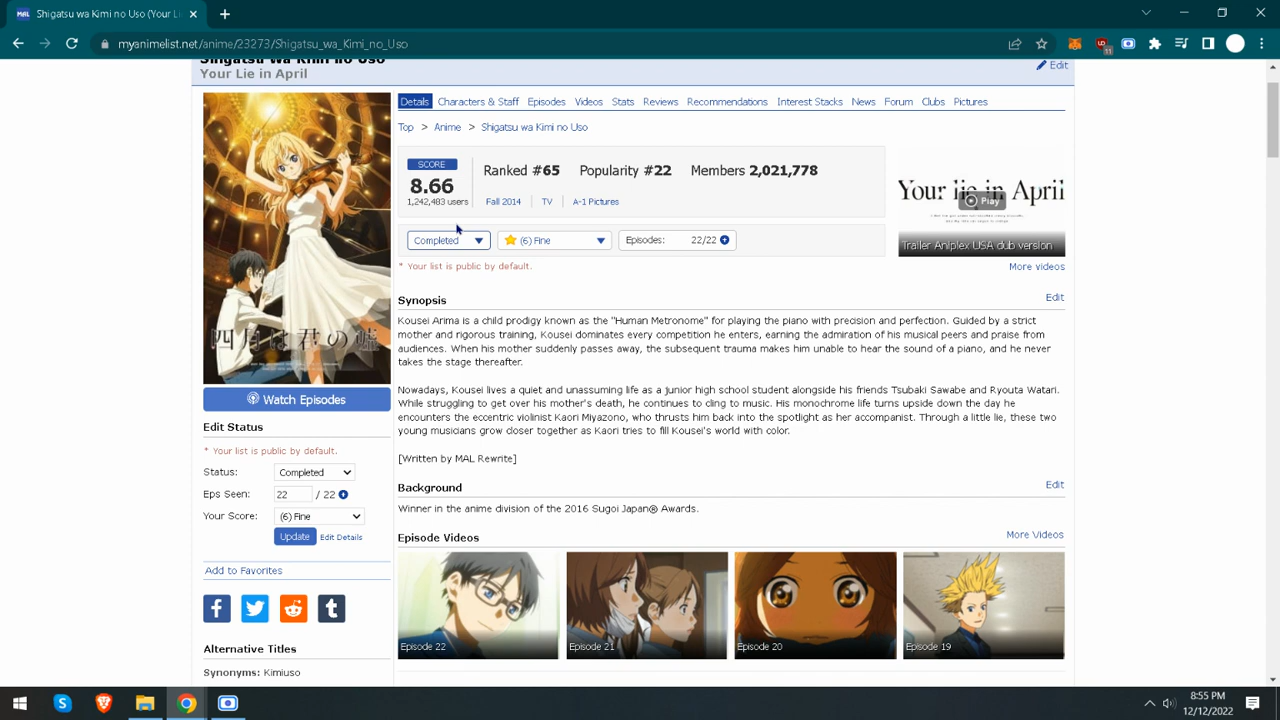 Shigatsu wa Kimi no Uso (Your Li
myanimelist.net/anime/23273/Shigatsu_wa_Kimi_no_Uso
11
Shigatsu wa Kimi no Uso
Your Lie in April
Edit
Details Characters & Staff Episodes Videos Stats Reviews Recommendations Interest Stacks News Forum Clubs Pictures
Top > Anime > Shigatsu wa Kimi no Uso
SCORE
8.66
1,242,483 users
Ranked #65 Popularity #22 Members 2,021,778
Fall 2014 TV A-1 Pictures
Completed (6) Fine Episodes: 22/22
* Your list is public by default.
Your lie in April
Play
Trailer Aniplex USA dub version
More videos
四月は君の嘘
Watch Episodes
Edit Status
* Your list is public by default.
Status: Completed
Eps Seen: 22 / 22
Your Score: (6) Fine
Update Edit Details
Add to Favorites
Alternative Titles
Synonyms: Kimiuso
Synopsis Edit
Kousei Arima is a child prodigy known as the "Human Metronome" for playing the piano with precision and perfection. Guided by a strict
mother and rigorous training, Kousei dominates every competition he enters, earning the admiration of his musical peers and praise from
audiences. When his mother suddenly passes away, the subsequent trauma makes him unable to hear the sound of a piano, and he never
takes the stage thereafter.
Nowadays, Kousei lives a quiet and unassuming life as a junior high school student alongside his friends Tsubaki Sawabe and Ryouta Watari.
While struggling to get over his mother's death, he continues to cling to music. His monochrome life turns upside down the day he
encounters the eccentric violinist Kaori Miyazono, who thrusts him back into the spotlight as her accompanist. Through a little lie, these two
young musicians grow closer together as Kaori tries to fill Kousei's world with color.
[Written by MAL Rewrite]
Background Edit
Winner in the anime division of the 2016 Sugoi Japan® Awards.
Episode Videos More Videos
Episode 22 Episode 21 Episode 20 Episode 19
8:55 PM
12/12/2022